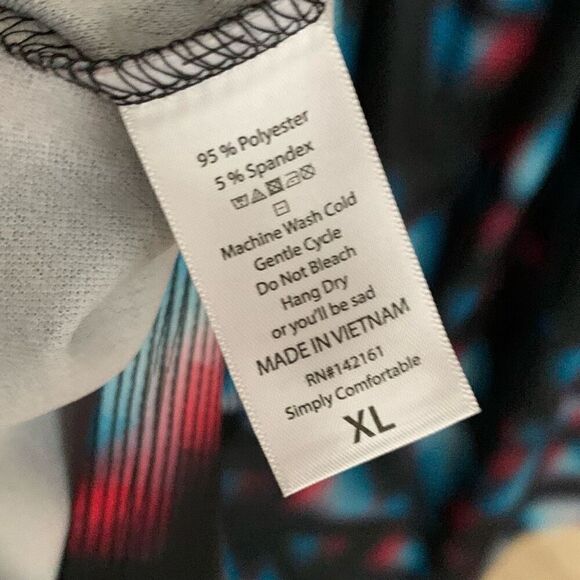 95 % Polyester
5 % Spandex
Machine Wash Cold
Gentle Cycle
Do Not Bleach
Hang Dry
or you'll be sad
MADE IN VIETNAM
RN#142161
Simply Comfortable
XL